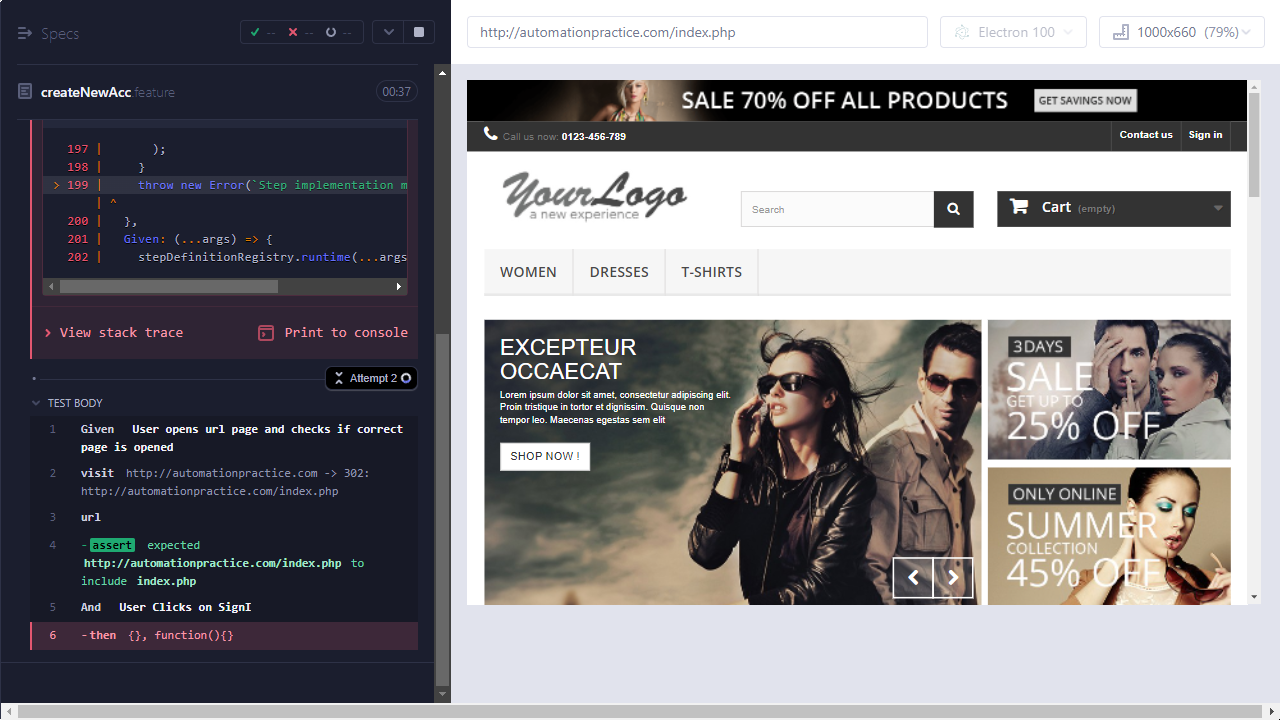 Specs
--
--
--
createNewAcc.feature
00:37
197 | );
198 | }
> 199 | throw new Error(`Step implementation m
| ^
200 | },
201 | Given: (...args) => {
202 | stepDefinitionRegistry.runtime(...args
View stack trace
Print to console
Attempt 2
TEST BODY
1 Given User opens url page and checks if correct
page is opened
2 visit http://automationpractice.com -> 302:
http://automationpractice.com/index.php
3 url
4 -assert expected
http://automationpractice.com/index.php to
include index.php
5 And User Clicks on SignI
6 -then {}, function(){}
http://automationpractice.com/index.php
Electron 100
1000x660 (79%)
SALE 70% OFF ALL PRODUCTS
GET SAVINGS NOW
Call us now: 0123-456-789
Contact us
Sign in
YourLogo
a new experience
Search
Cart (empty)
WOMEN
DRESSES
T-SHIRTS
EXCEPTEUR
OCCAECAT
Lorem ipsum dolor sit amet, consectetur adipiscing elit.
Proin tristique in tortor et dignissim. Quisque non
tempor leo. Maecenas egestas sem elit
SHOP NOW !
3 DAYS
SALE
GET UP TO
25% OFF
ONLY ONLINE
SUMMER
COLLECTION
45% OFF